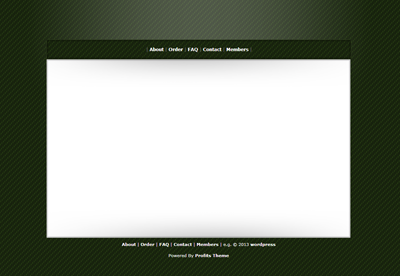 | About | Order | FAQ | Contact | Members |
About | Order | FAQ | Contact | Members | e.g. © 2013 wordpress
Powered By Profits Theme